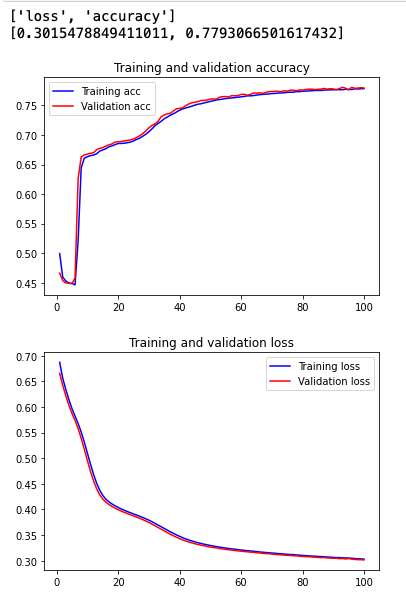 ['loss', 'accuracy']
[0.3015478849411011, 0.7793066501617432]
Training and validation accuracy
Training acc
Validation acc
0.75
0.70
0.65
0.60
0.55
0.50
0.45
0 20 40 60 80 100
Training and validation loss
Training loss
Validation loss
0.70
0.65
0.60
0.55
0.50
0.45
0.40
0.35
0.30
0 20 40 60 80 100